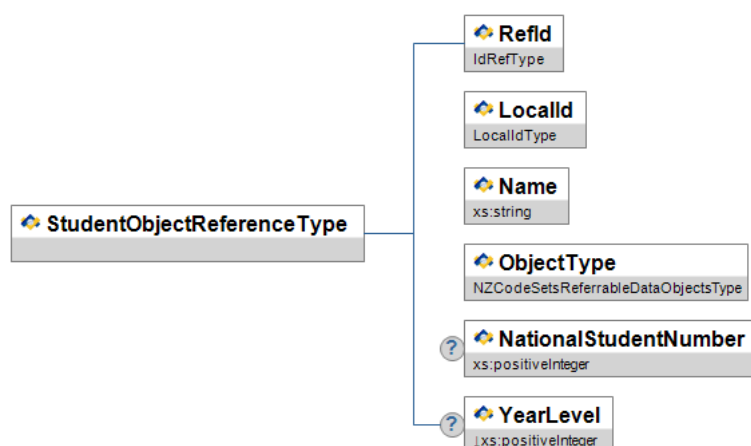 RefId
IdRefType
LocalId
LocalIdType
Name
xs:string
StudentObjectReferenceType
ObjectType
NZCodeSetsReferrableDataObjectsType
?
NationalStudentNumber
xs:positiveInteger
?
YearLevel
↓xs:positiveInteger